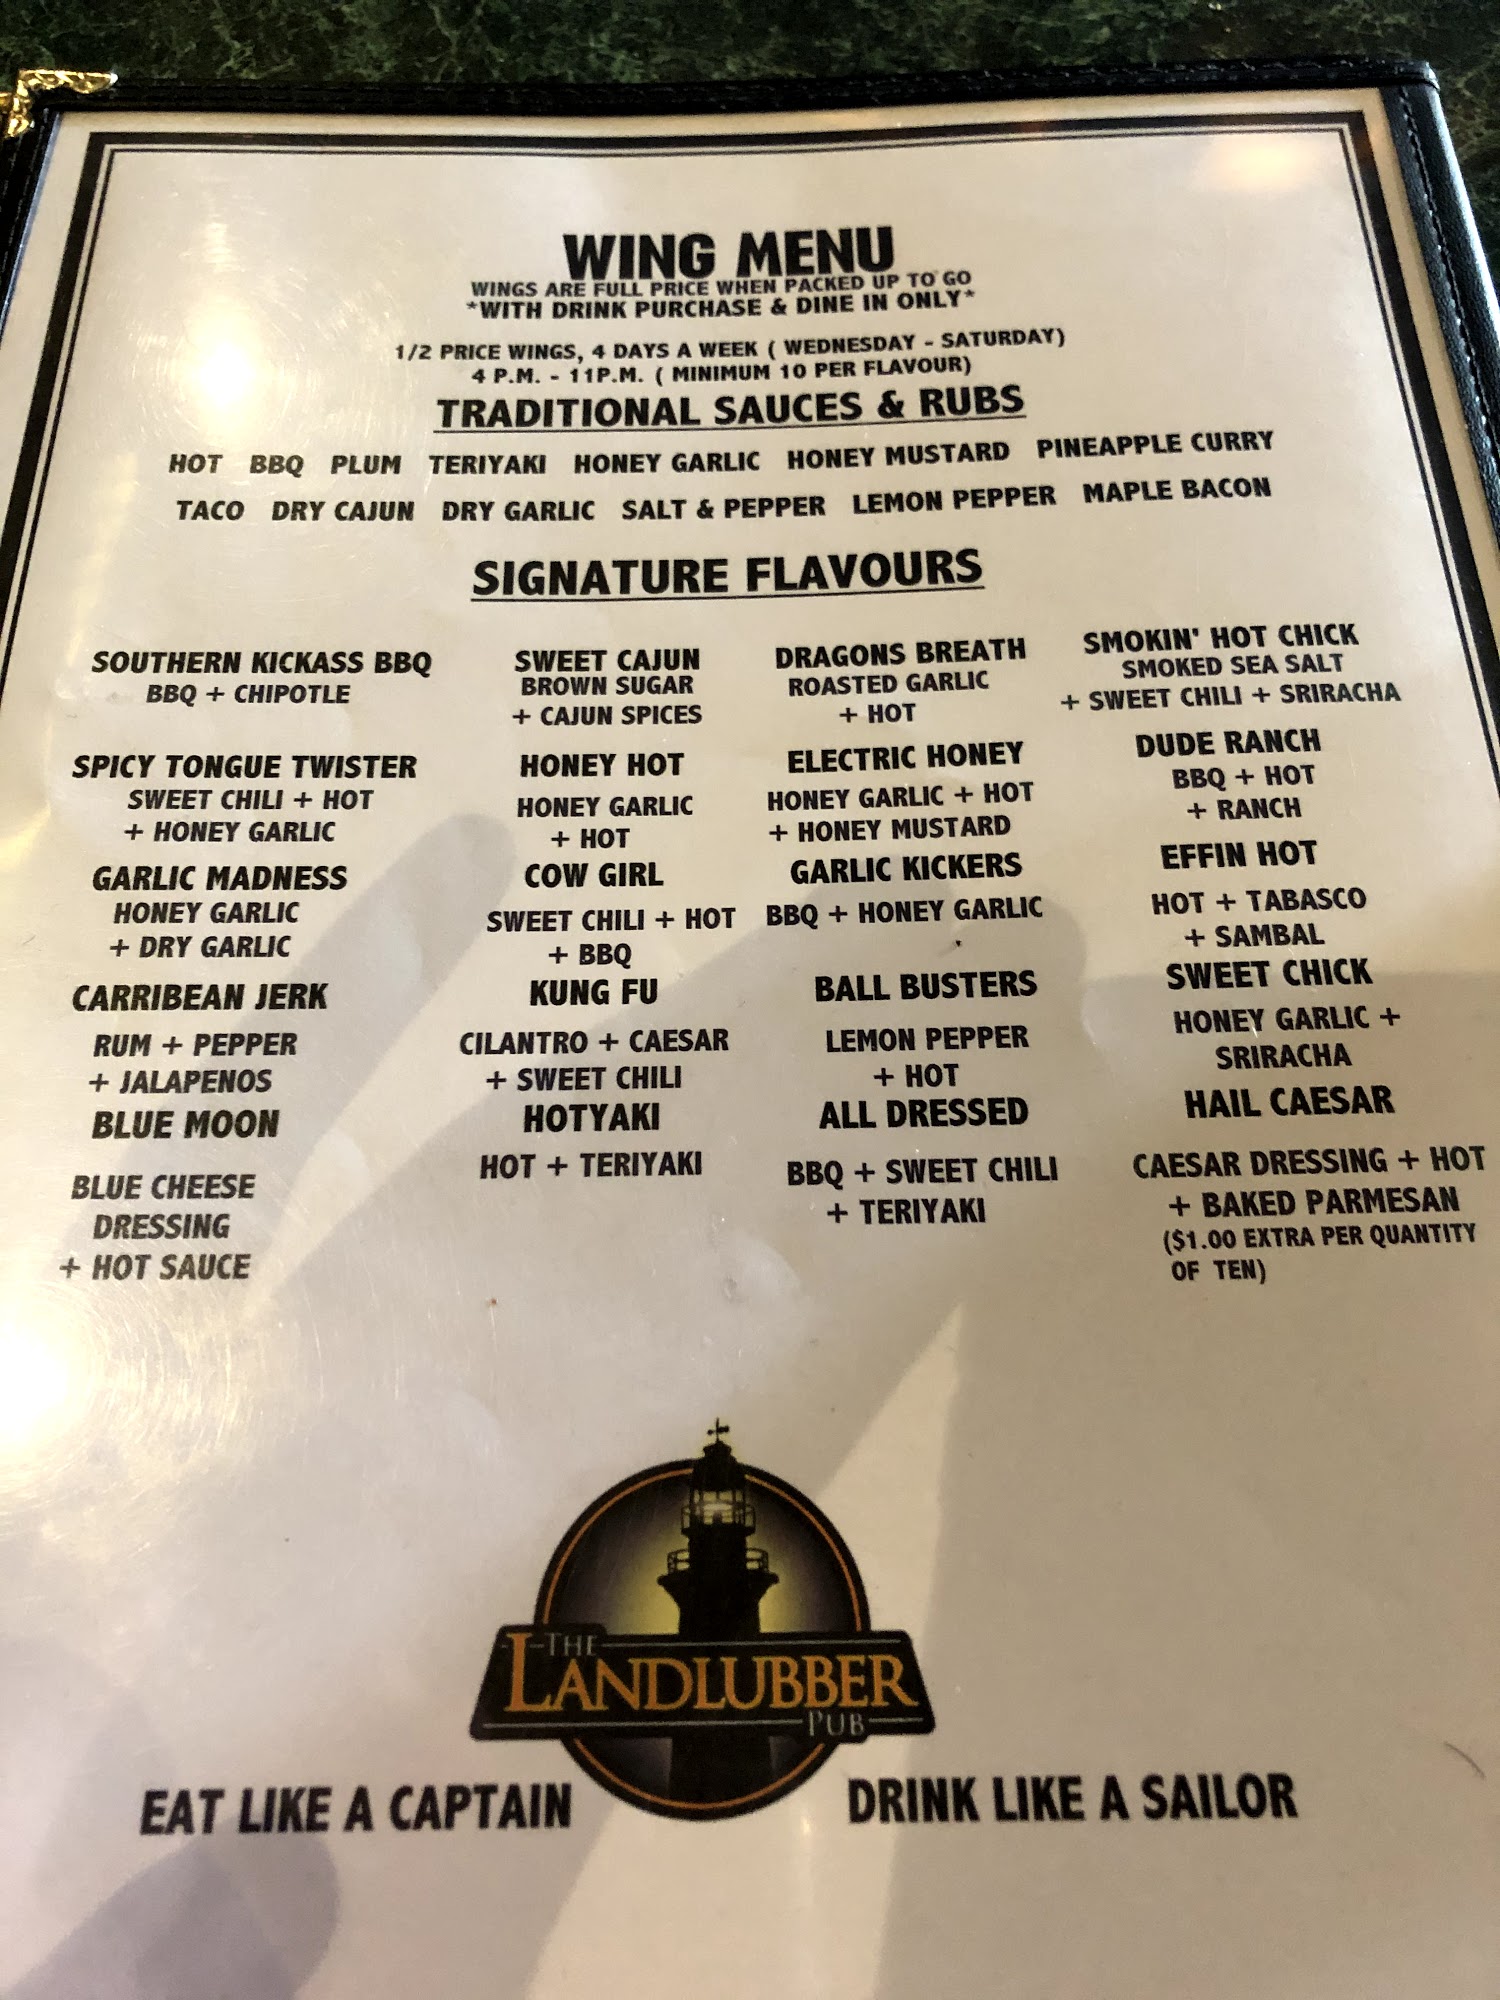 WING MENU
WINGS ARE FULL PRICE WHEN PACKED UP TO GO
*WITH DRINK PURCHASE & DINE IN ONLY*
1/2 PRICE WINGS, 4 DAYS A WEEK ( WEDNESDAY - SATURDAY)
4 P.M. - 11P.M. ( MINIMUM 10 PER FLAVOUR)
TRADITIONAL SAUCES & RUBS
HOT BBQ PLUM TERIYAKI HONEY GARLIC HONEY MUSTARD PINEAPPLE CURRY
TACO DRY CAJUN DRY GARLIC SALT & PEPPER LEMON PEPPER MAPLE BACON
SIGNATURE FLAVOURS
SOUTHERN KICKASS BBQ
BBQ + CHIPOTLE
SPICY TONGUE TWISTER
SWEET CHILI + HOT
+ HONEY GARLIC
GARLIC MADNESS
HONEY GARLIC
+ DRY GARLIC
CARRIBEAN JERK
RUM + PEPPER
+ JALAPENOS
BLUE MOON
BLUE CHEESE
DRESSING
+ HOT SAUCE
SWEET CAJUN
BROWN SUGAR
+ CAJUN SPICES
HONEY HOT
HONEY GARLIC
+ HOT
COW GIRL
SWEET CHILI + HOT
+ BBQ
KUNG FU
CILANTRO + CAESAR
+ SWEET CHILI
HOTYAKI
HOT + TERIYAKI
DRAGONS BREATH
ROASTED GARLIC
+ HOT
ELECTRIC HONEY
HONEY GARLIC + HOT
+ HONEY MUSTARD
GARLIC KICKERS
BBQ + HONEY GARLIC
BALL BUSTERS
LEMON PEPPER
+ HOT
ALL DRESSED
BBQ + SWEET CHILI
+ TERIYAKI
SMOKIN' HOT CHICK
SMOKED SEA SALT
+ SWEET CHILI + SRIRACHA
DUDE RANCH
BBQ + HOT
+ RANCH
EFFIN HOT
HOT + TABASCO
+ SAMBAL
SWEET CHICK
HONEY GARLIC +
SRIRACHA
HAIL CAESAR
CAESAR DRESSING + HOT
+ BAKED PARMESAN
($1.00 EXTRA PER QUANTITY
OF TEN)
THE
LANDLUBBER
PUB
EAT LIKE A CAPTAIN DRINK LIKE A SAILOR